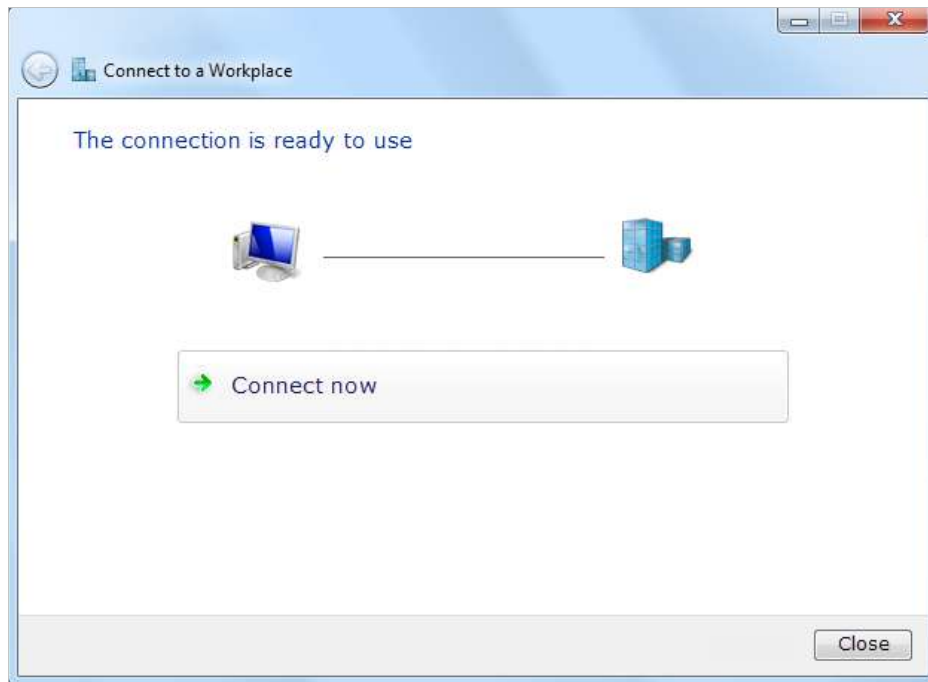 Connect to a Workplace
The connection is ready to use
Connect now
Close